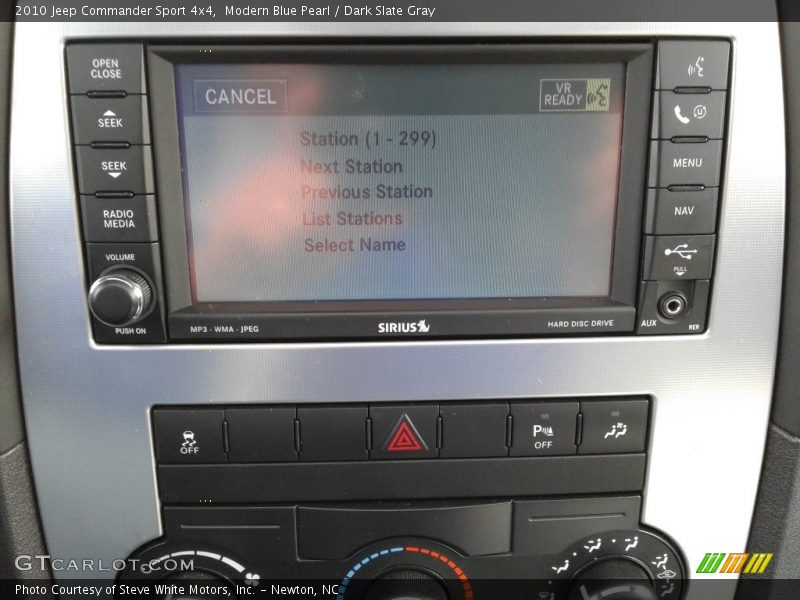 2010 Jeep Commander Sport 4x4,  Modern Blue Pearl / Dark Slate Gray
OPEN
CLOSE
SEEK
SEEK
RADIO
MEDIA
VOLUME
PUSH ON
CANCEL
VR
READY
Station (1 - 299)
Next Station
Previous Station
List Stations
Select Name
MENU
NAV
PULL
AUX
RER
MP3 · WMA · JPEG
SIRIUS
HARD DISC DRIVE
OFF
P
OFF
GTCARLOT.COM
Photo Courtesy of Steve White Motors, Inc. – Newton, NC